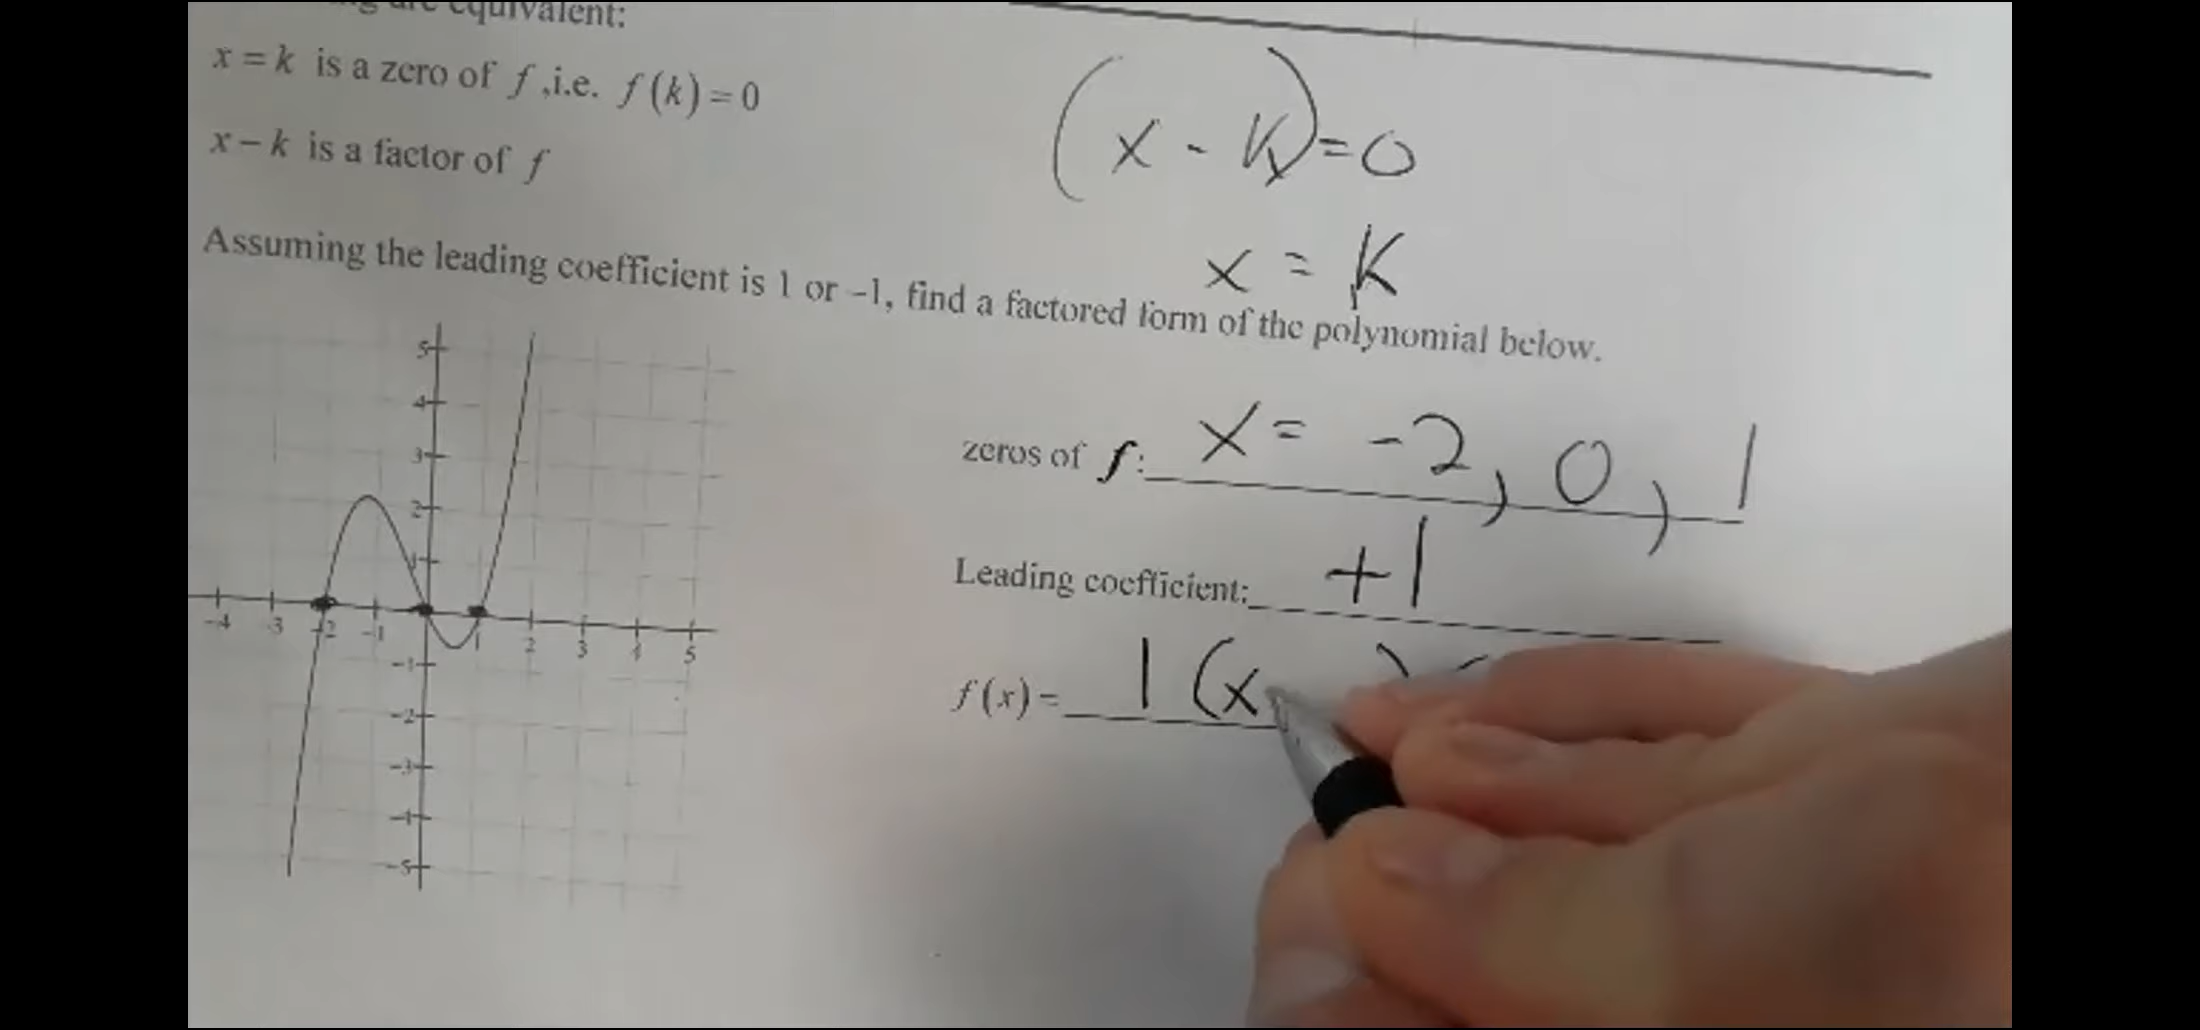 are equivalent:
x = k is a zero of f ,i.e. f (k) = 0
x – k is a factor of f
(x - k) = 0
x = k
Assuming the leading coefficient is 1 or –1, find a factored form of the polynomial below.
5
4
3
2
1
-4 -3 -2 -1 1 2 3 4 5
-1
-2
-3
-4
-5
zeros of f: x = -2, 0, 1
Leading coefficient: +1
f (x) = 1 (x ) (